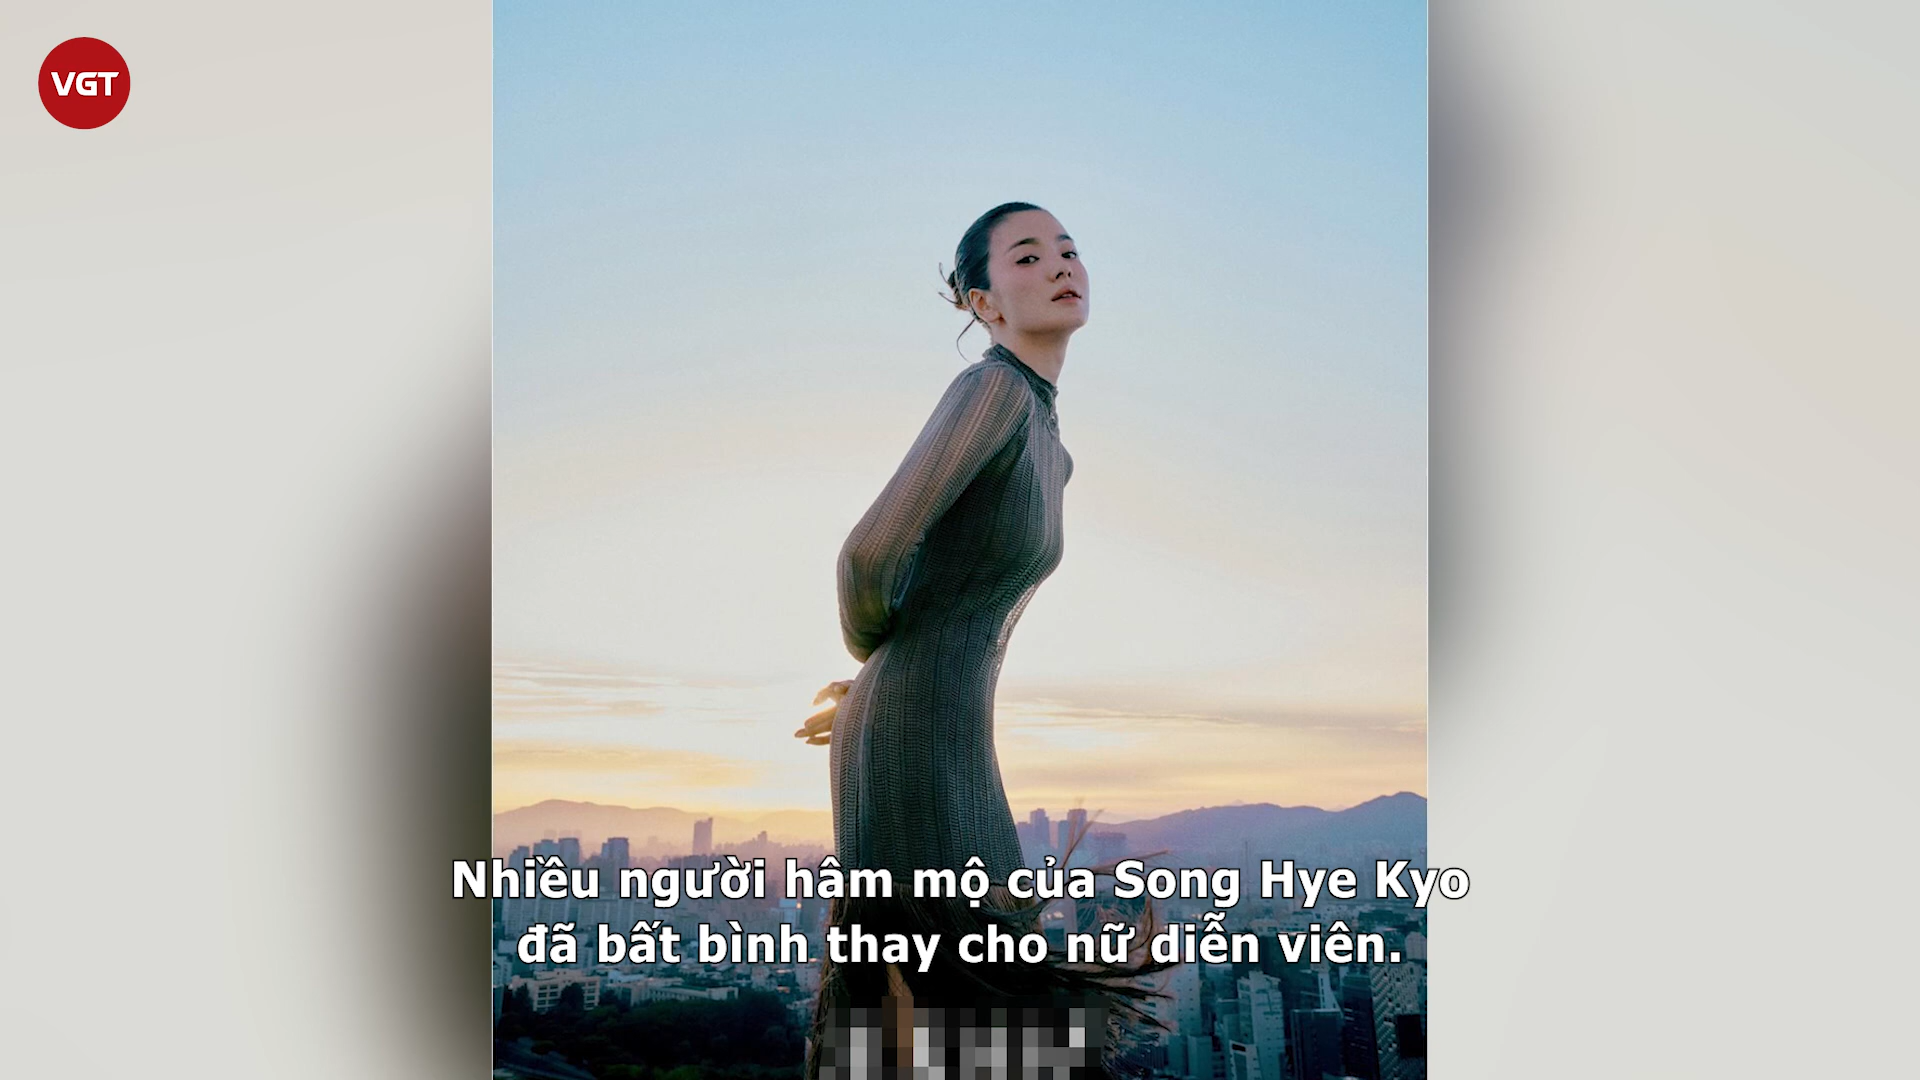 VGT
Nhiều người hâm mộ của Song Hye Kyo
đã bất bình thay cho nữ diễn viên.